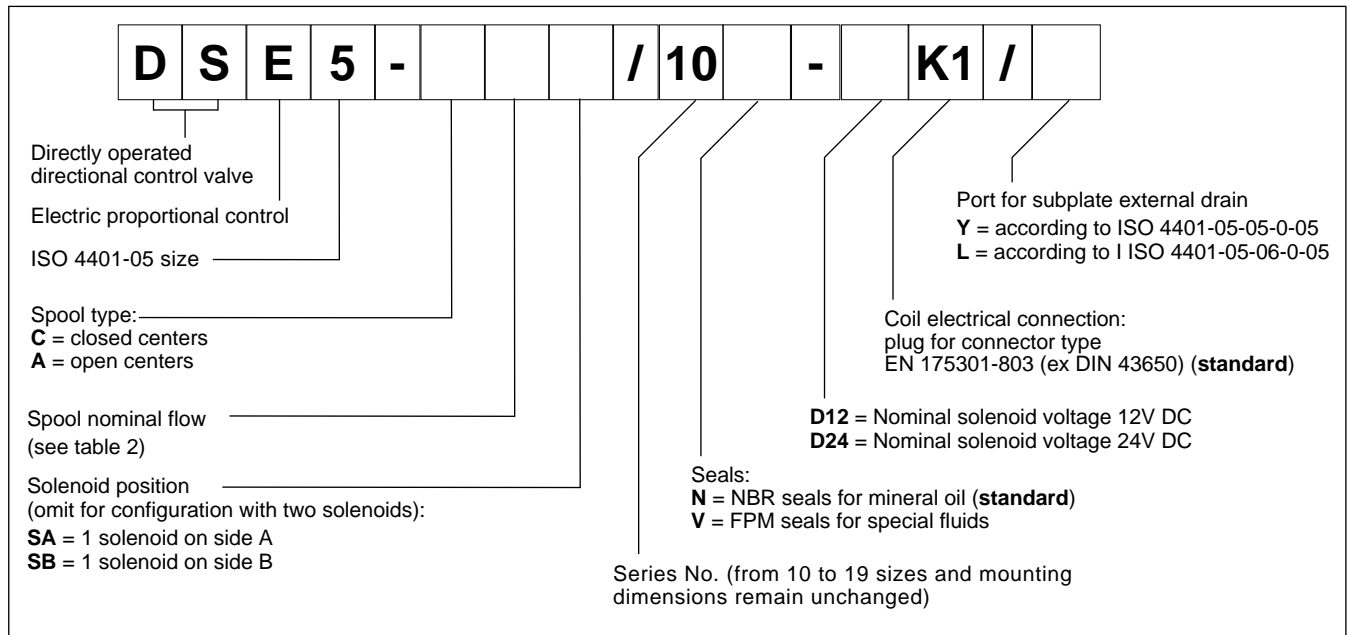 D S E 5 - / 10 - K1 /
Directly operated
directional control valve
Electric proportional control
ISO 4401-05 size
Spool type:
C = closed centers
A = open centers
Spool nominal flow
(see table 2)
Solenoid position
(omit for configuration with two solenoids):
SA = 1 solenoid on side A
SB = 1 solenoid on side B
Port for subplate external drain
Y = according to ISO 4401-05-05-0-05
L = according to I ISO 4401-05-06-0-05
Coil electrical connection:
plug for connector type
EN 175301-803 (ex DIN 43650) (standard)
D12 = Nominal solenoid voltage 12V DC
D24 = Nominal solenoid voltage 24V DC
Seals:
N = NBR seals for mineral oil (standard)
V = FPM seals for special fluids
Series No. (from 10 to 19 sizes and mounting
dimensions remain unchanged)